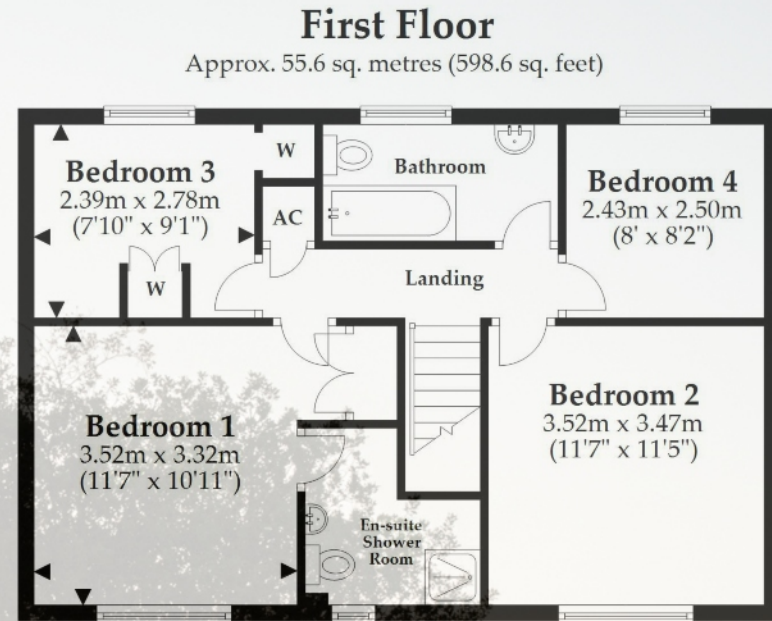 First Floor
Approx. 55.6 sq. metres (598.6 sq. feet)
Bedroom 3
2.39m x 2.78m
(7'10" x 9'1")
W
AC
W
Bathroom
Bedroom 4
2.43m x 2.50m
(8' x 8'2")
Landing
Bedroom 1
3.52m x 3.32m
(11'7" x 10'11")
En-suite
Shower
Room
Bedroom 2
3.52m x 3.47m
(11'7" x 11'5")